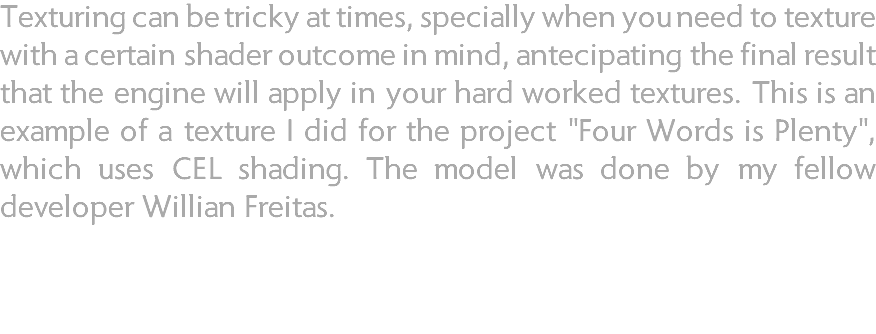 Texturing can be tricky at times, specially when you need to texture
with a certain shader outcome in mind, antecipating the final result
that the engine will apply in your hard worked textures. This is an
example of a texture I did for the project "Four Words is Plenty",
which uses CEL shading. The model was done by my fellow
developer Willian Freitas.